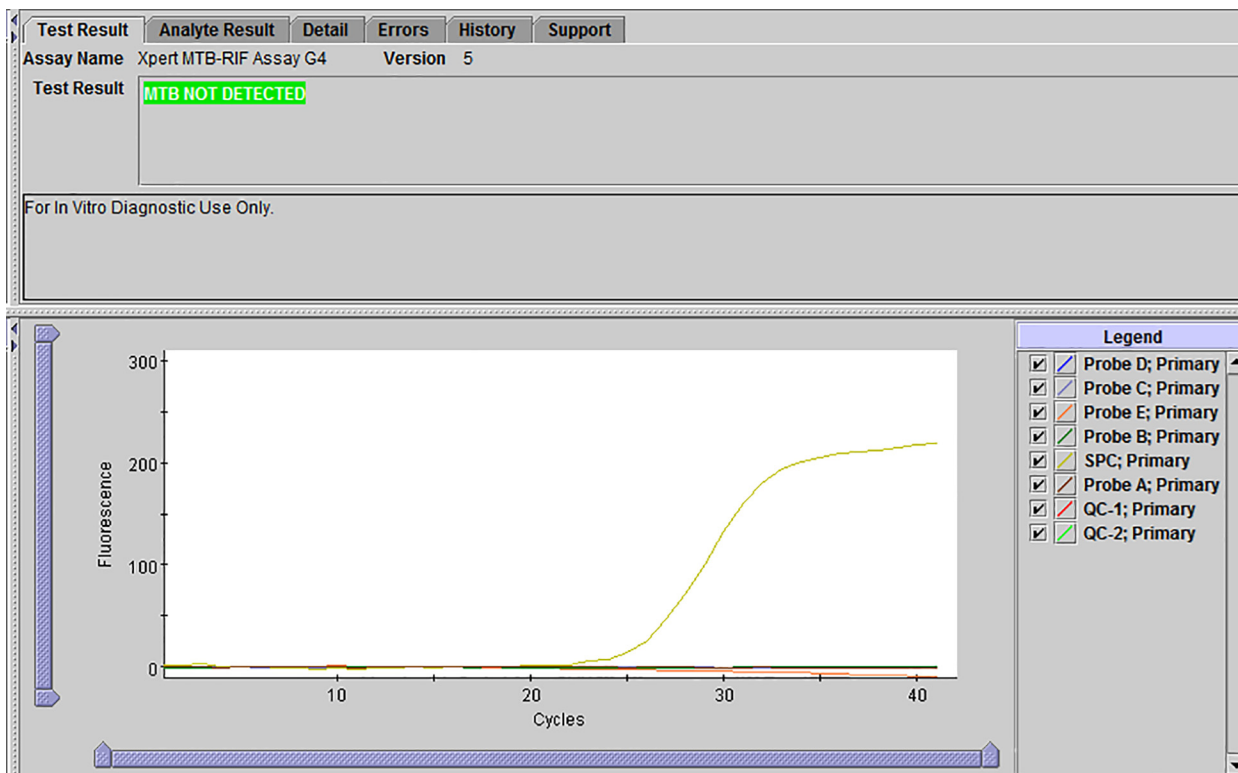 Test Result Analyte Result Detail Errors History Support
Assay Name Xpert MTB-RIF Assay G4 Version 5
Test Result MTB NOT DETECTED
For In Vitro Diagnostic Use Only.
Legend
Probe D; Primary
Probe C; Primary
Probe E; Primary
Probe B; Primary
SPC; Primary
Probe A; Primary
QC-1; Primary
QC-2; Primary
300
200
100
0
Fluorescence
10 20 30 40
Cycles